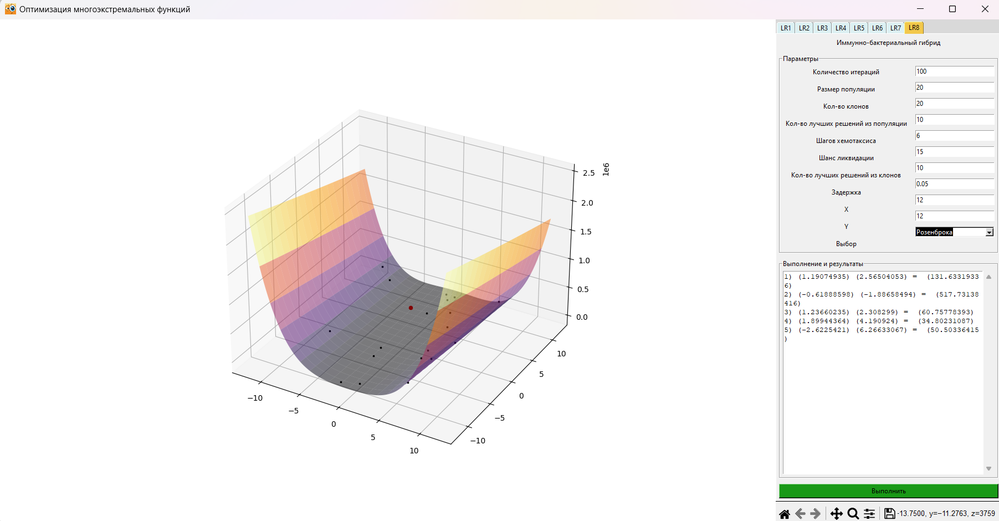 Оптимизация многоэкстремальных функций
LR1 LR2 LR3 LR4 LR5 LR6 LR7 LR8
Иммунно-бактериальный гибрид
Параметры
Количество итераций 100
Размер популяции 20
Кол-во клонов 20
Кол-во лучших решений из популяции 10
Шагов хемотаксиса 6
Шанс ликвидации 15
Кол-во лучших решений из клонов 10
Задержка 0.05
X 12
Y 12
Выбор Розенброка
Выполнение и результаты
1) (1.19074935) (2.56504053) = (131.6331933
6)
2) (-0.61888598) (-1.88658494) = (517.73138
416)
3) (1.23660235) (2.308299) = (60.75778393)
4) (1.89944364) (4.190924) = (34.80231087)
5) (-2.6225421) (6.26633067) = (50.50336415
)
Выполнить
-13.7500, y=−11.2763, z=3759
1e6
2.5
2.0
1.5
1.0
0.5
0.0
−10
−5
0
5
10
10
5
0
−5
−10